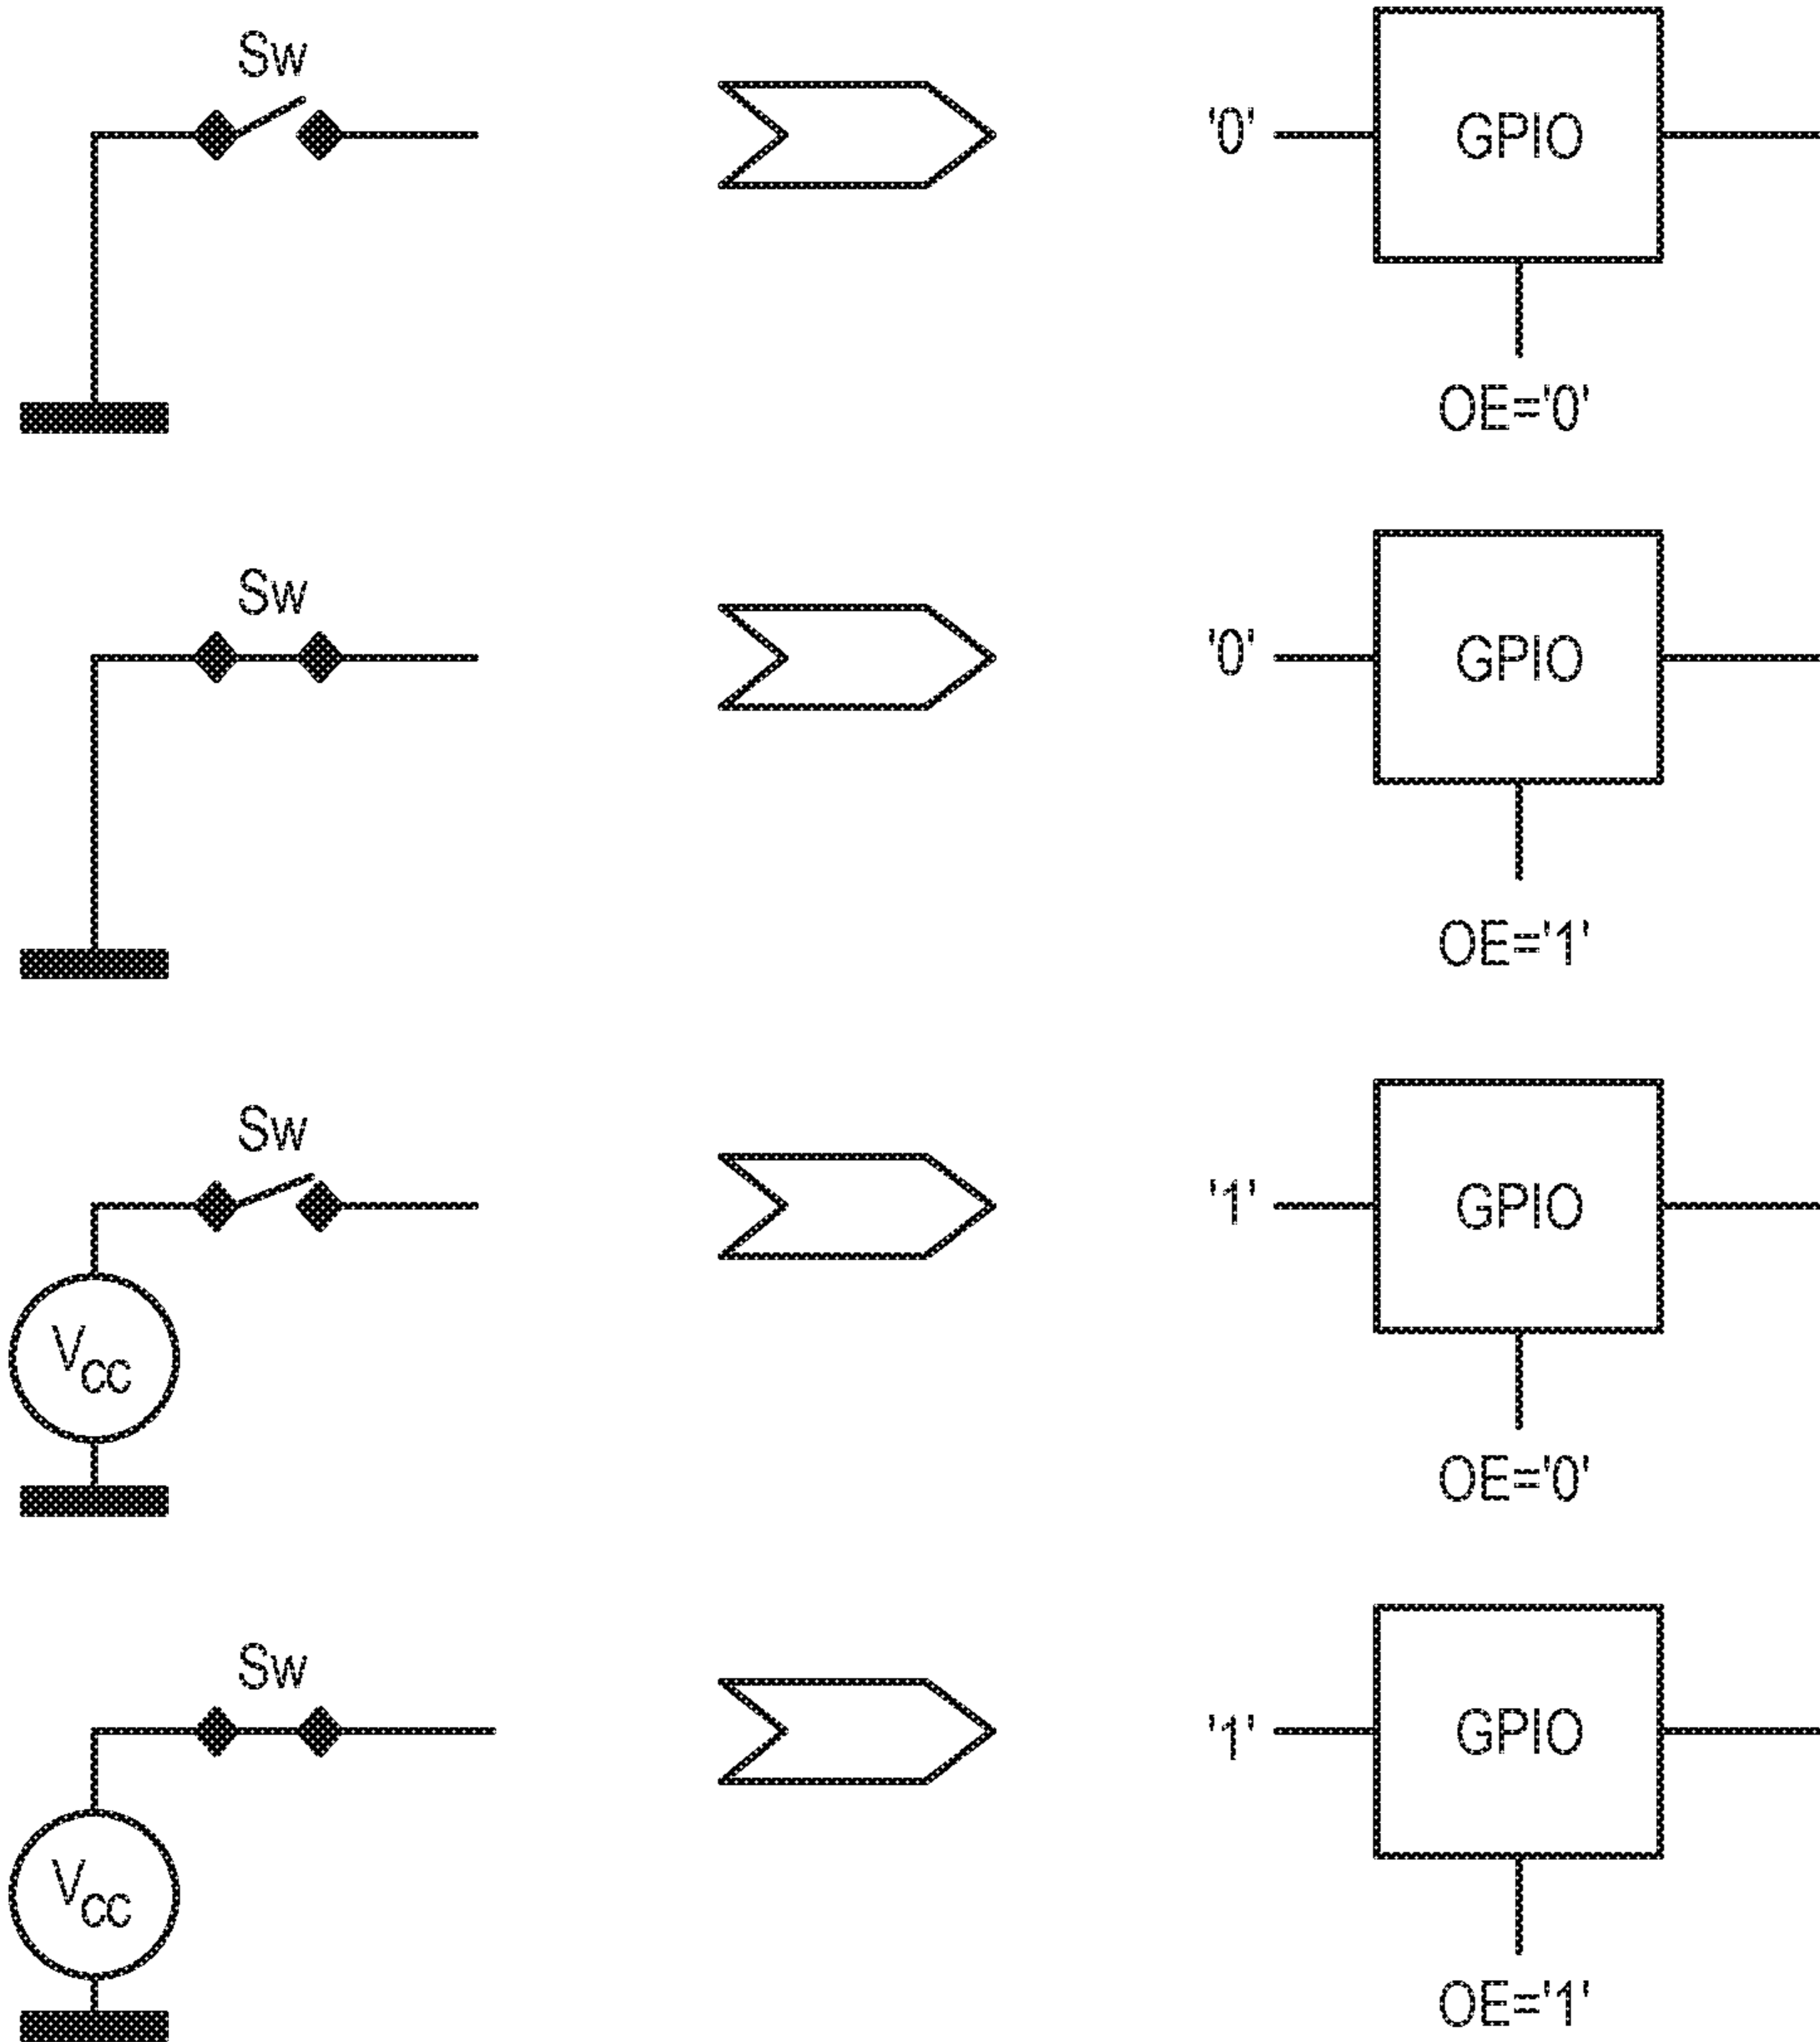 Sw
'0' GPIO
OE='0'
Sw
'0' GPIO
OE='1'
Sw
'1' GPIO
VCC
OE='0'
Sw
'1' GPIO
VCC
OE='1'